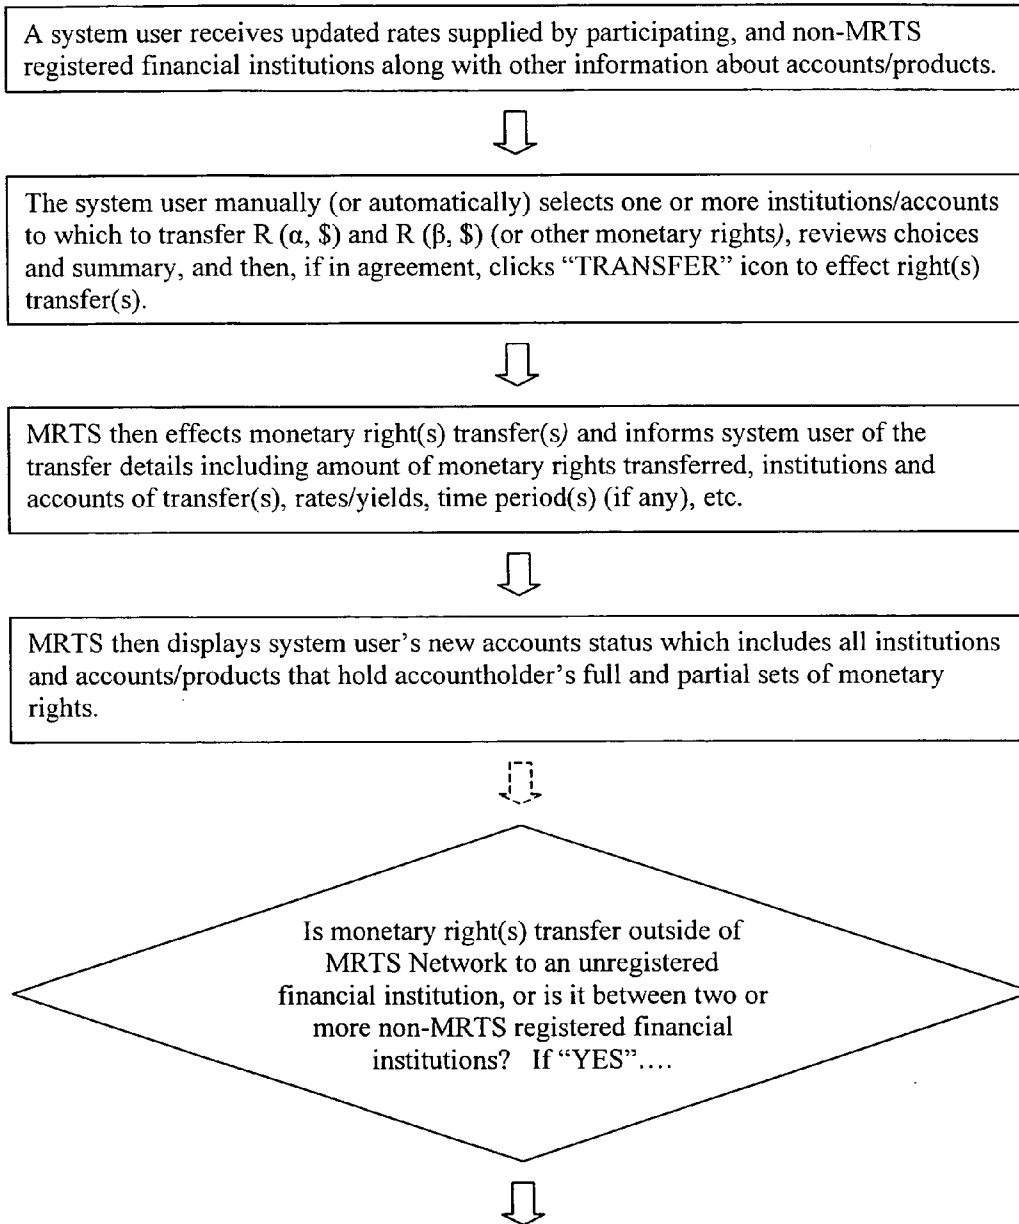 A system user receives updated rates supplied by participating, and non-MRTS
registered financial institutions along with other information about accounts/products.
The system user manually (or automatically) selects one or more institutions/accounts
to which to transfer R (α, $) and R (β, $) (or other monetary rights), reviews choices
and summary, and then, if in agreement, clicks “TRANSFER” icon to effect right(s)
transfer(s).
MRTS then effects monetary right(s) transfer(s) and informs system user of the
transfer details including amount of monetary rights transferred, institutions and
accounts of transfer(s), rates/yields, time period(s) (if any), etc.
MRTS then displays system user’s new accounts status which includes all institutions
and accounts/products that hold accountholder’s full and partial sets of monetary
rights.
Is monetary right(s) transfer outside of
MRTS Network to an unregistered
financial institution, or is it between two or
more non-MRTS registered financial
institutions? If “YES”….